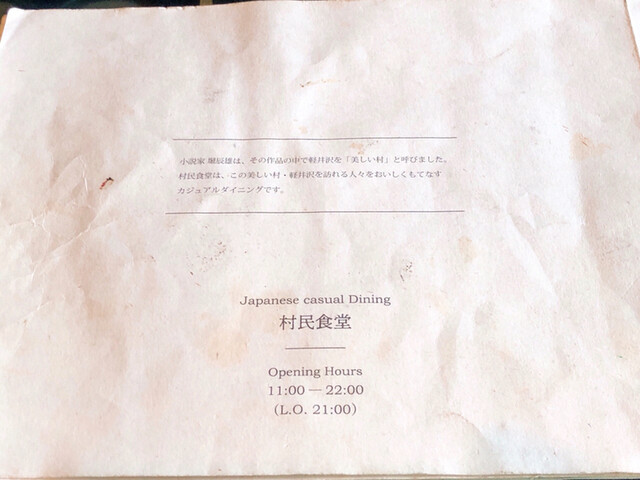 小説家 堀辰雄は、その作品の中で軽井沢を「美しい村」と呼びました。
村民食堂は、この美しい村・軽井沢を訪れる人々をおいしくもてなす
カジュアルダイニングです。
Japanese casual Dining
村民食堂
Opening Hours
11:00 — 22:00
(L.O. 21:00)